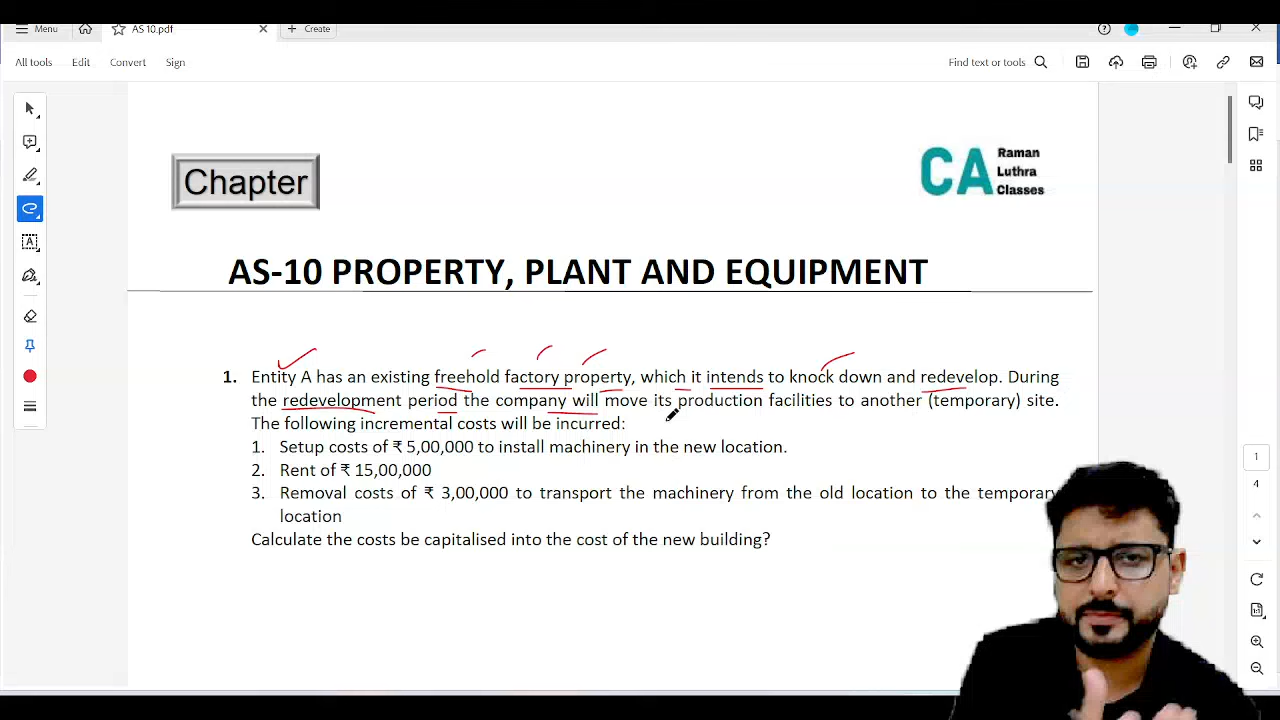 Menu
AS 10.pdf
Create
All tools
Edit
Convert
Sign
Find text or tools
Chapter
CA Raman
Luthra
Classes
AS-10 PROPERTY, PLANT AND EQUIPMENT
1. Entity A has an existing freehold factory property, which it intends to knock down and redevelop. During
the redevelopment period the company will move its production facilities to another (temporary) site.
The following incremental costs will be incurred:
1. Setup costs of ₹ 5,00,000 to install machinery in the new location.
2. Rent of ₹ 15,00,000
3. Removal costs of ₹ 3,00,000 to transport the machinery from the old location to the temporary
location
Calculate the costs be capitalised into the cost of the new building?
1
4